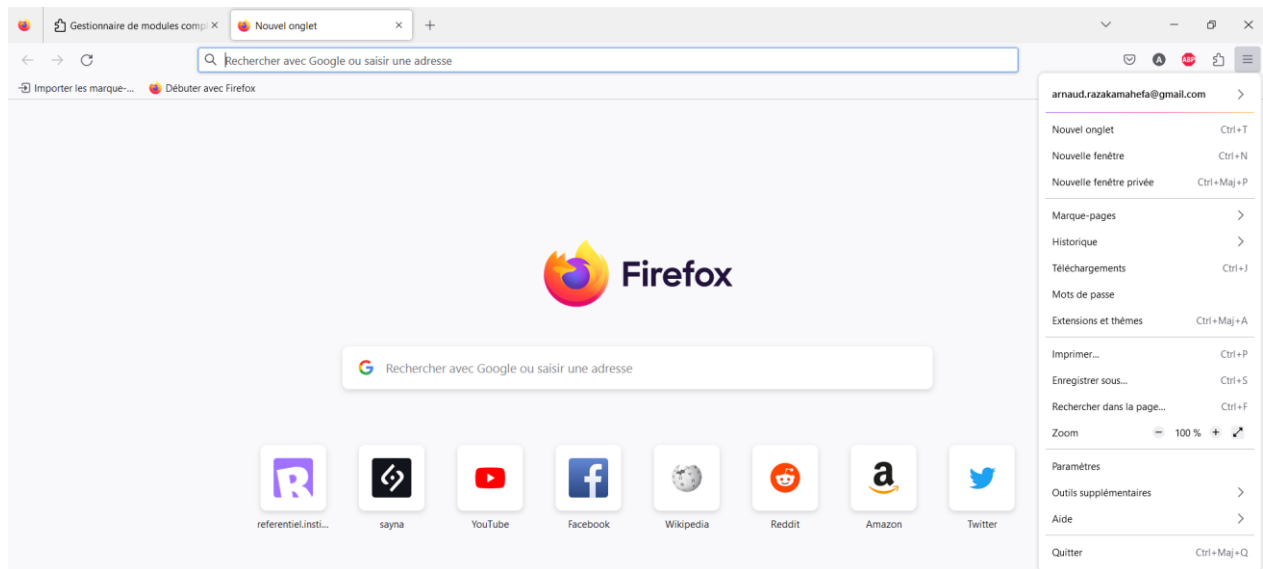 Gestionnaire de modules compl
Nouvel onglet
Rechercher avec Google ou saisir une adresse
A
ABP
Importer les marque-...
Débuter avec Firefox
arnaud.razakamahefa@gmail.com
Nouvel onglet Ctrl+T
Nouvelle fenêtre Ctrl+N
Nouvelle fenêtre privée Ctrl+Maj+P
Marque-pages
Historique
Téléchargements Ctrl+J
Mots de passe
Extensions et thèmes Ctrl+Maj+A
Imprimer... Ctrl+P
Enregistrer sous... Ctrl+S
Rechercher dans la page... Ctrl+F
Zoom 100 %
Paramètres
Outils supplémentaires
Aide
Quitter Ctrl+Maj+Q
Firefox
Rechercher avec Google ou saisir une adresse
referentiel.insti...
sayna
YouTube
Facebook
Wikipedia
Reddit
Amazon
Twitter